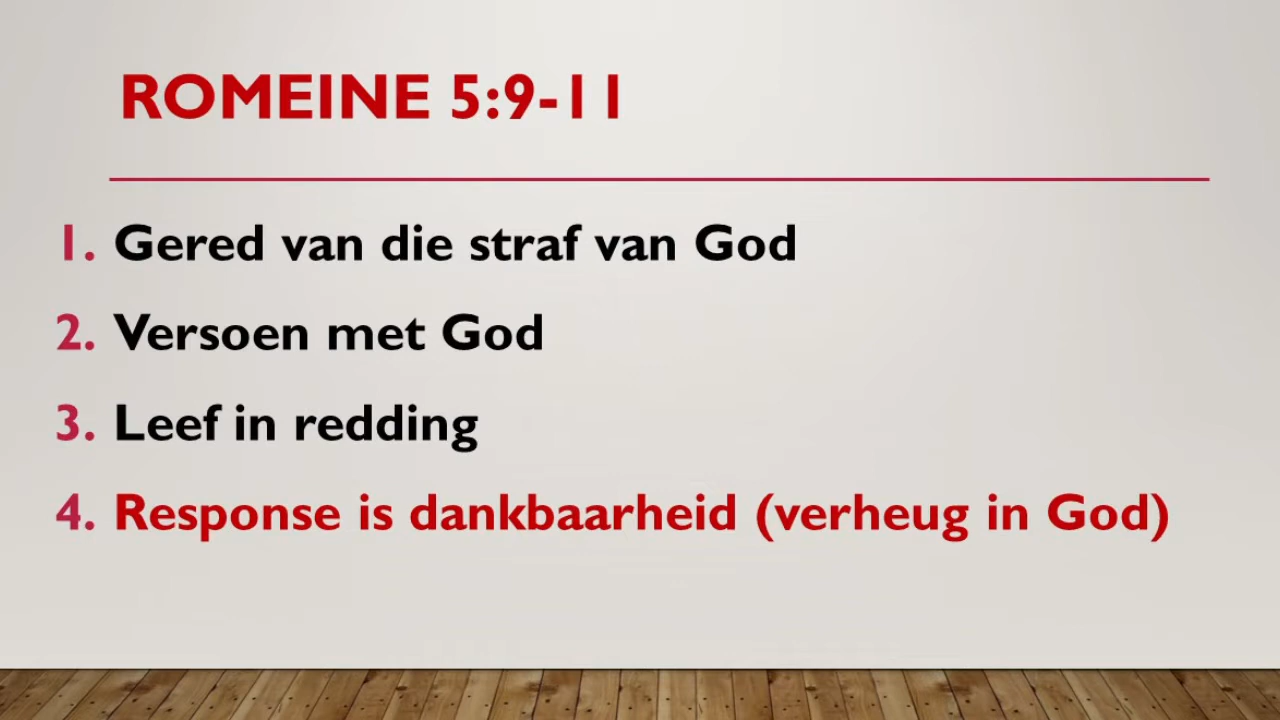 ROMEINE 5:9-11
1. Gered van die straf van God
2. Versoen met God
3. Leef in redding
4. Response is dankbaarheid (verheug in God)